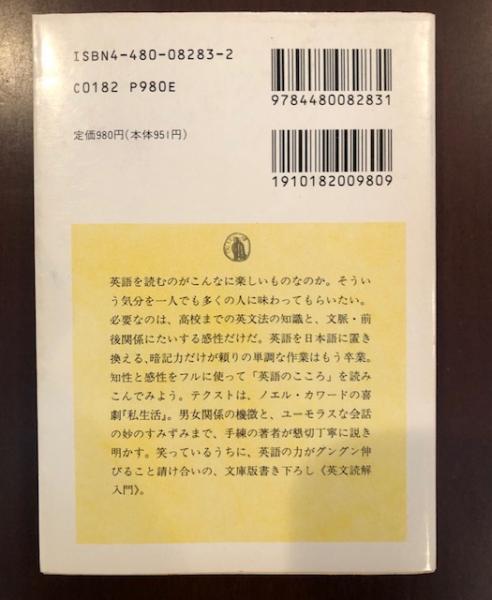 ISBN4-480-08283-2
C0182 P980E
定価980円(本体951円)
9784480082831
1910182009809
英語を読むのがこんなに楽しいものなのか。そうい
う気分を一人でも多くの人に味わってもらいたい。
必要なのは、高校までの英文法の知識と、文脈・前
後関係にたいする感性だけだ。英語を日本語に置き
換える、暗記力だけが頼りの単調な作業はもう卒業。
知性と感性をフルに使って「英語のこころ」を読み
こんでみよう。テクストは、ノエル・カワードの喜
劇『私生活』。男女関係の機微と、ユーモラスな会話
の妙のすみずみまで、手練の著者が懇切丁寧に説き
明かす。笑っているうちに、英語の力がグングン伸
びること請け合いの、文庫版書き下ろし《英文読解
入門》。